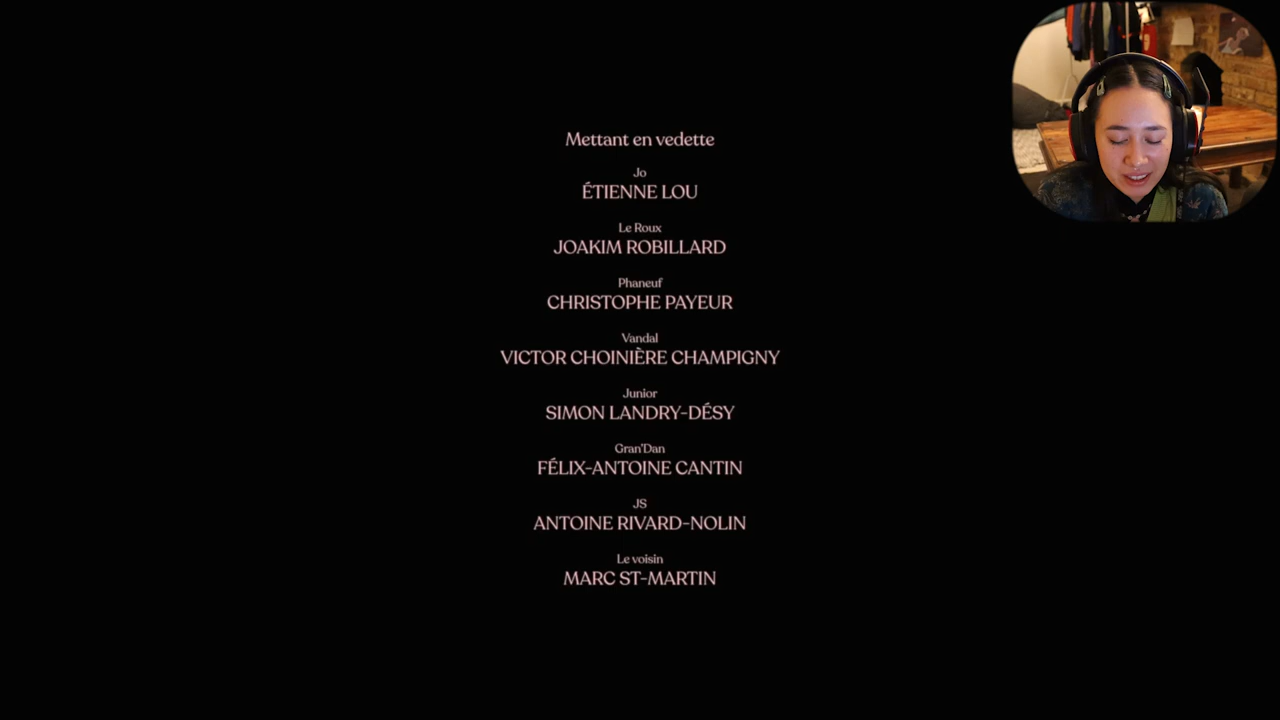 Mettant en vedette
Jo
ÉTIENNE LOU
Le Roux
JOAKIM ROBILLARD
Phaneuf
CHRISTOPHE PAYEUR
Vandal
VICTOR CHOINIÈRE CHAMPIGNY
Junior
SIMON LANDRY-DÉSY
Gran'Dan
FÉLIX-ANTOINE CANTIN
JS
ANTOINE RIVARD-NOLIN
Le voisin
MARC ST-MARTIN